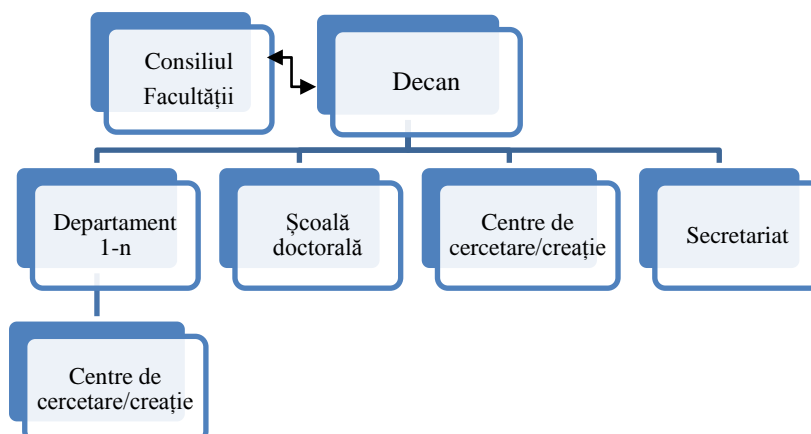 Consiliul
Facultății
Decan
Departament
1-n
Școală
doctorală
Centre de
cercetare/creație
Secretariat
Centre de
cercetare/creație